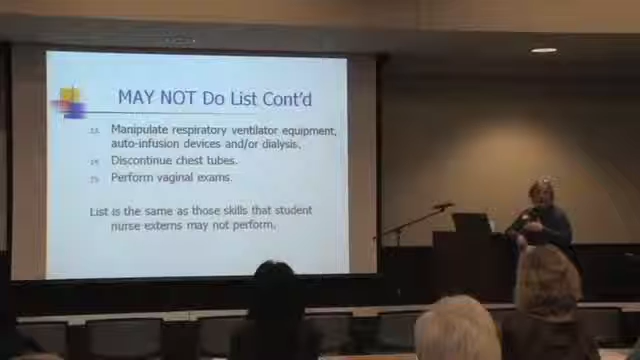 MAY NOT Do List Cont'd
Manipulate respiratory ventilator equipment,
auto-infusion devices and/or dialysis.
Discontinue chest tubes.
Perform vaginal exams.
List is the same as those skills that student
nurse externs may not perform.